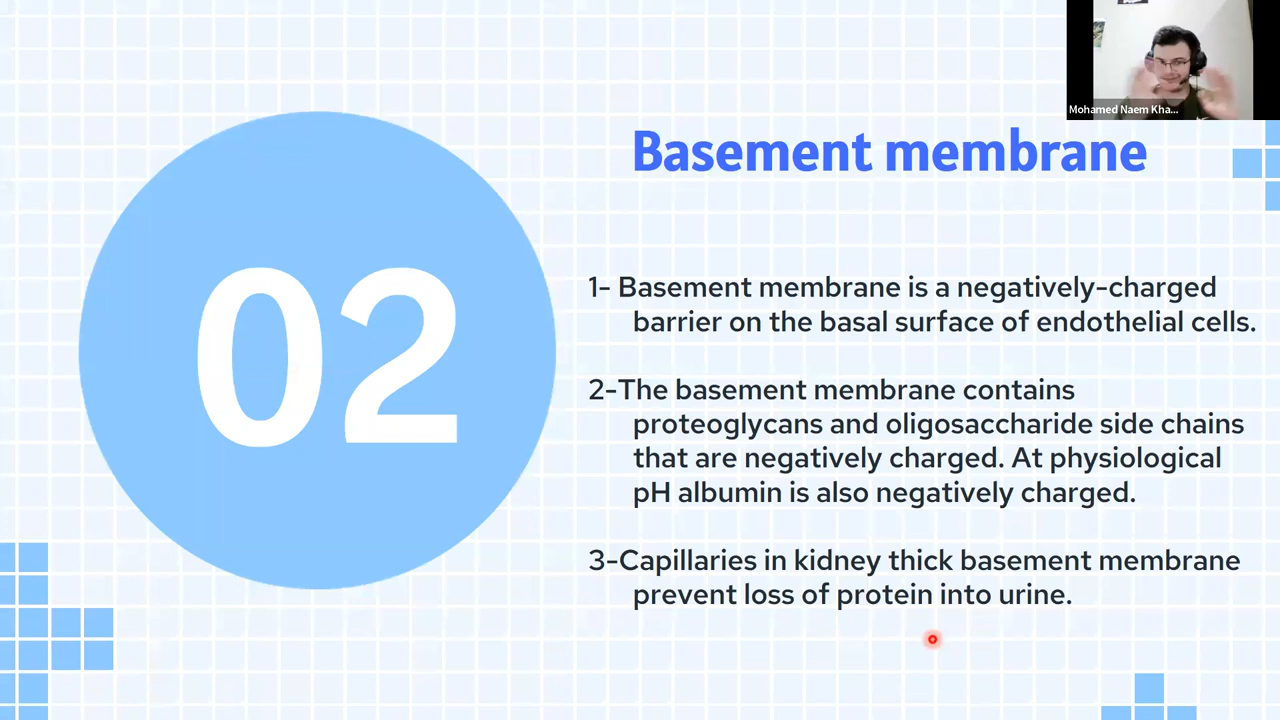 Mohamed Naem Kha...
Basement membrane
02
1- Basement membrane is a negatively-charged
barrier on the basal surface of endothelial cells.
2-The basement membrane contains
proteoglycans and oligosaccharide side chains
that are negatively charged. At physiological
pH albumin is also negatively charged.
3-Capillaries in kidney thick basement membrane
prevent loss of protein into urine.